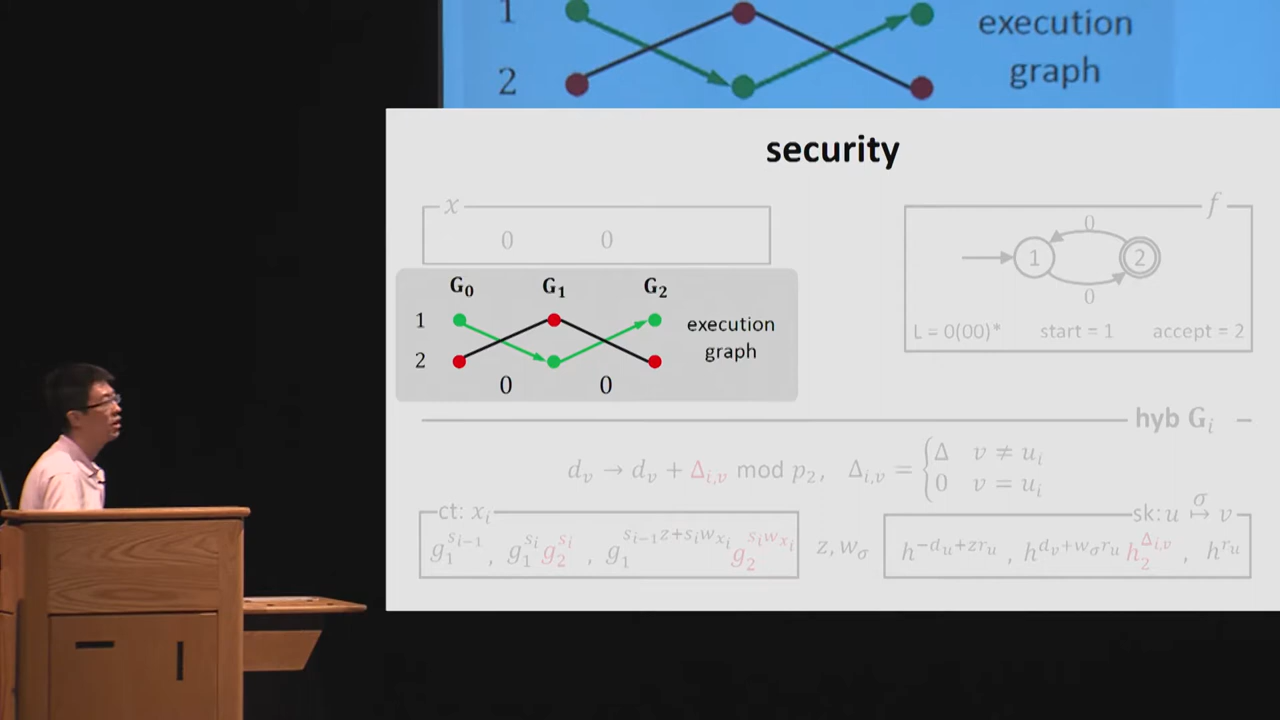 1
2
execution
graph
security
x
0 0
f
0
1 2
0
L = 0(00)* start = 1 accept = 2
G₀ G₁ G₂
1
2
execution
graph
0 0
hyb Gᵢ
d_v → d_v + Δ_{i,v} mod p₂, Δ_{i,v} = { Δ v ≠ uᵢ
0 v = uᵢ
ct: xᵢ
g₁^{s_{i−1}} , g₁^{s_i} g₂^{s_i} , g₁^{s_{i−1}z+s_i w_{x_i}} g₂^{s_i w_{x_i}}
z, w_σ
sk: u ↦^σ v
h^{−d_u+zr_u} , h^{d_v+w_σ r_u} h₂^{Δ_{i,v}} , h^{r_u}